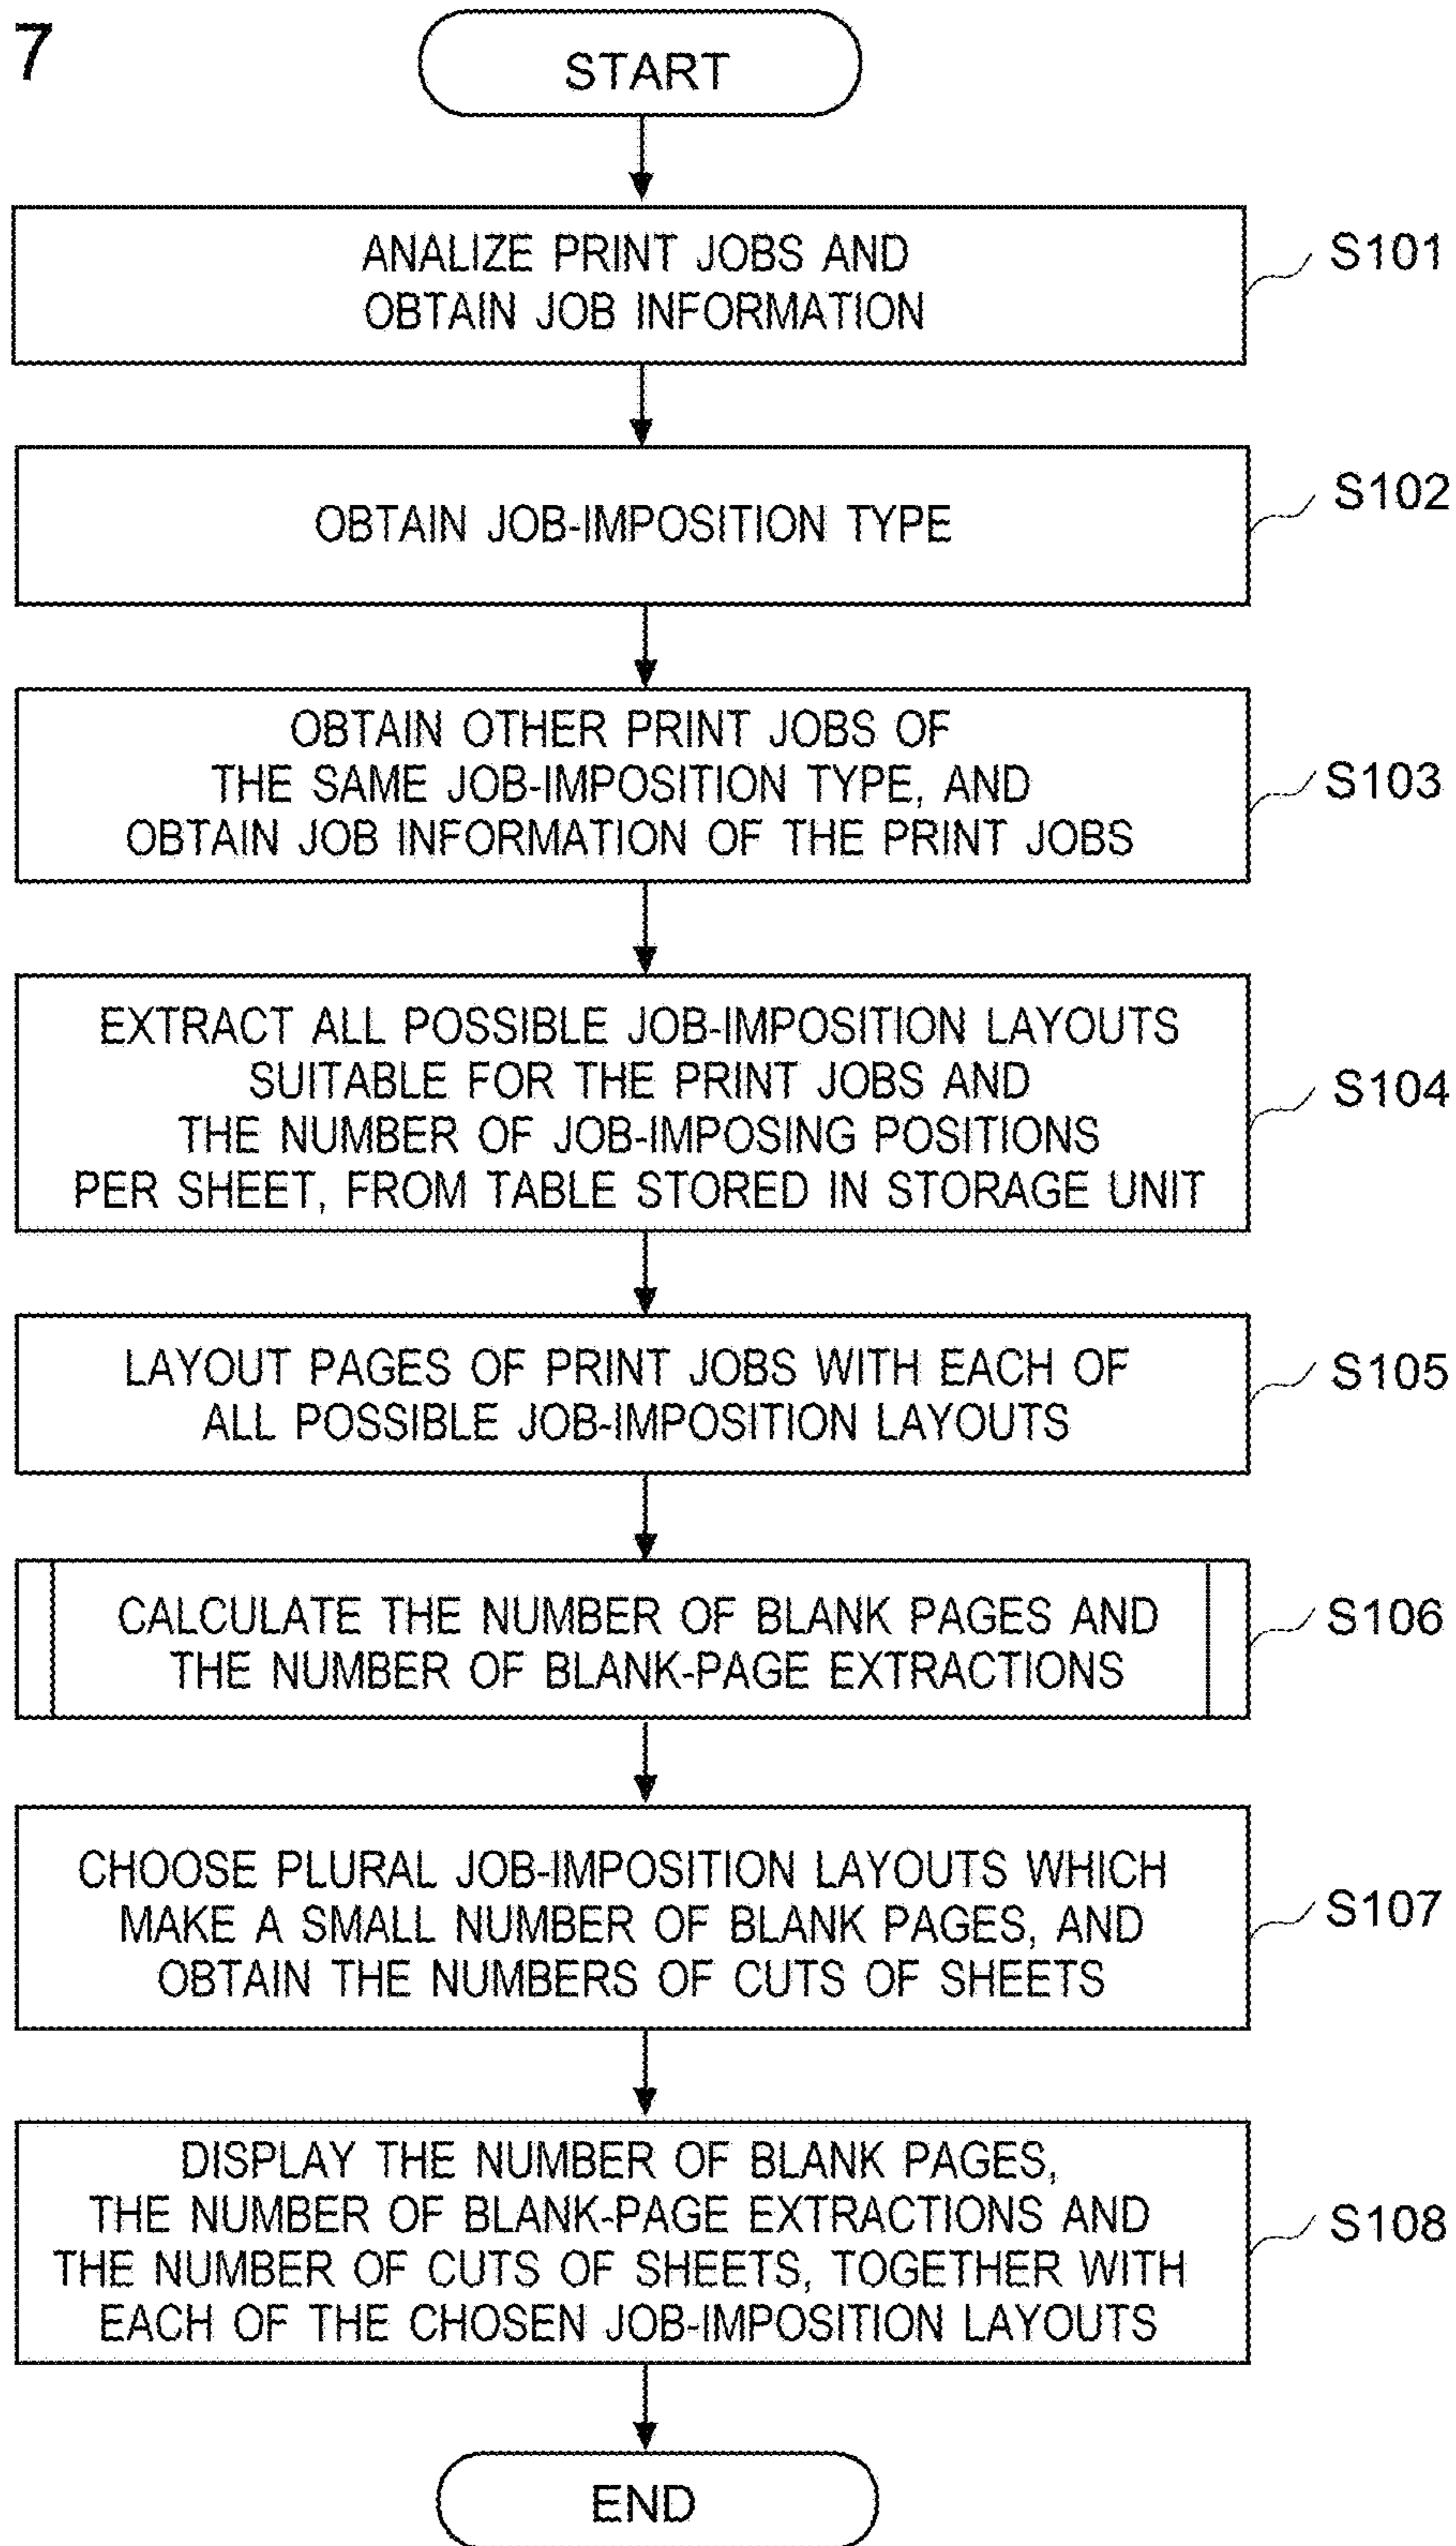 7
START
ANALIZE PRINT JOBS AND
OBTAIN JOB INFORMATION
S101
OBTAIN JOB-IMPOSITION TYPE
S102
OBTAIN OTHER PRINT JOBS OF
THE SAME JOB-IMPOSITION TYPE, AND
OBTAIN JOB INFORMATION OF THE PRINT JOBS
S103
EXTRACT ALL POSSIBLE JOB-IMPOSITION LAYOUTS
SUITABLE FOR THE PRINT JOBS AND
THE NUMBER OF JOB-IMPOSING POSITIONS
PER SHEET, FROM TABLE STORED IN STORAGE UNIT
S104
LAYOUT PAGES OF PRINT JOBS WITH EACH OF
ALL POSSIBLE JOB-IMPOSITION LAYOUTS
S105
CALCULATE THE NUMBER OF BLANK PAGES AND
THE NUMBER OF BLANK-PAGE EXTRACTIONS
S106
CHOOSE PLURAL JOB-IMPOSITION LAYOUTS WHICH
MAKE A SMALL NUMBER OF BLANK PAGES, AND
OBTAIN THE NUMBERS OF CUTS OF SHEETS
S107
DISPLAY THE NUMBER OF BLANK PAGES,
THE NUMBER OF BLANK-PAGE EXTRACTIONS AND
THE NUMBER OF CUTS OF SHEETS, TOGETHER WITH
EACH OF THE CHOSEN JOB-IMPOSITION LAYOUTS
S108
END